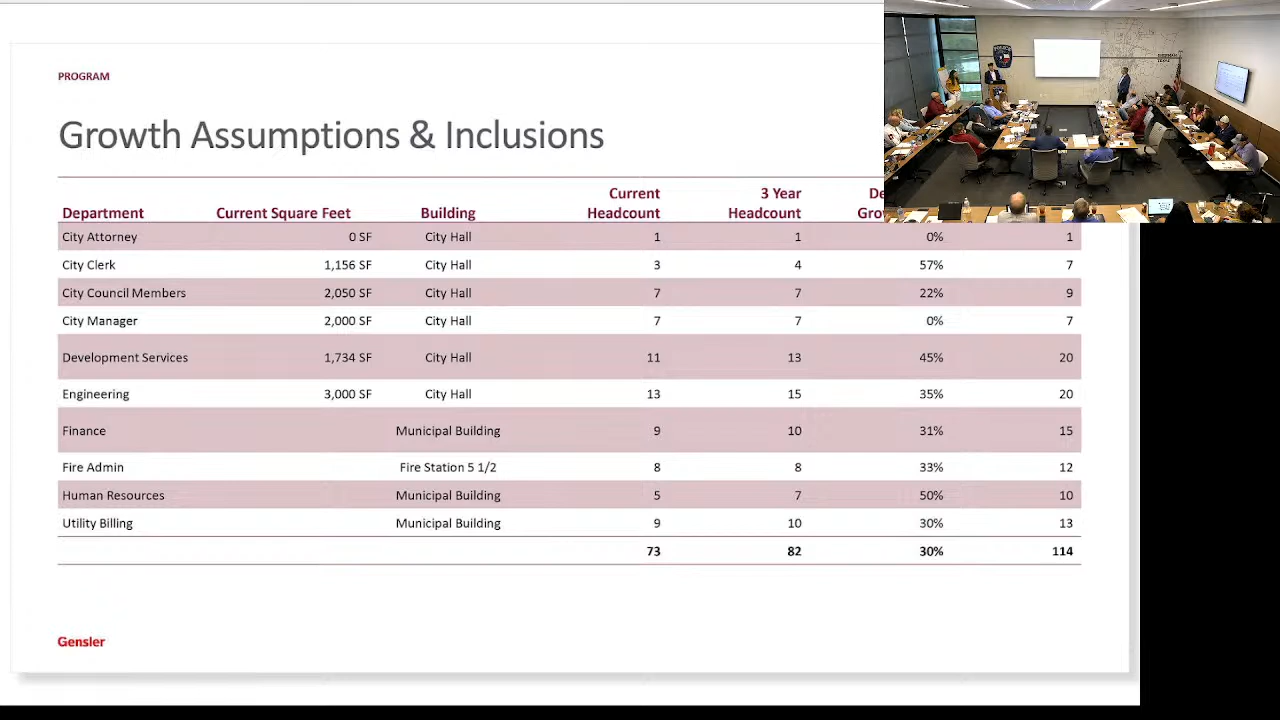 PROGRAM
Growth Assumptions & Inclusions
Department Current Square Feet Building Current Headcount 3 Year Headcount
City Attorney 0 SF City Hall 1 1 0% 1
City Clerk 1,156 SF City Hall 3 4 57% 7
City Council Members 2,050 SF City Hall 7 7 22% 9
City Manager 2,000 SF City Hall 7 7 0% 7
Development Services 1,734 SF City Hall 11 13 45% 20
Engineering 3,000 SF City Hall 13 15 35% 20
Finance Municipal Building 9 10 31% 15
Fire Admin Fire Station 5 1/2 8 8 33% 12
Human Resources Municipal Building 5 7 50% 10
Utility Billing Municipal Building 9 10 30% 13
73 82 30% 114
Gensler
POLICE